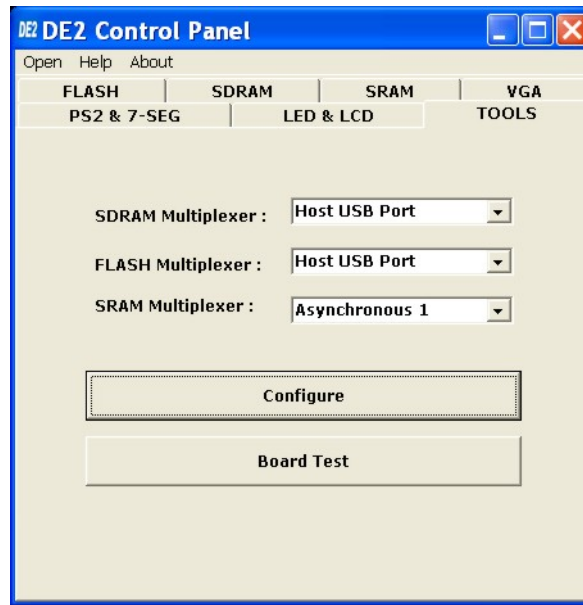 DE2 DE2 Control Panel
Open Help About
FLASH SDRAM SRAM VGA
PS2 & 7-SEG LED & LCD TOOLS
SDRAM Multiplexer : Host USB Port
FLASH Multiplexer : Host USB Port
SRAM Multiplexer : Asynchronous 1
Configure
Board Test